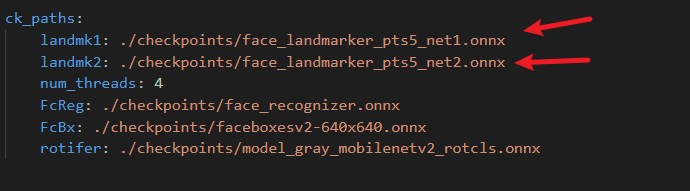 ck_paths:
landmk1: ./checkpoints/face_landmarker_pts5_net1.onnx
landmk2: ./checkpoints/face_landmarker_pts5_net2.onnx
num_threads: 4
FcReg: ./checkpoints/face_recognizer.onnx
FcBx: ./checkpoints/faceboxesv2-640x640.onnx
rotifer: ./checkpoints/model_gray_mobilenetv2_rotcls.onnx